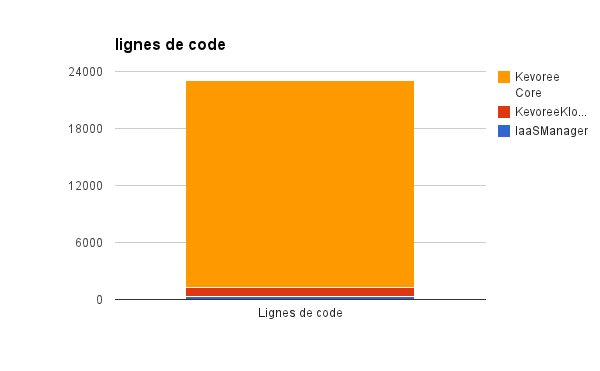 lignes de code
24000
18000
12000
6000
0
Lignes de code
Kevoree
Core
KevoreeKlo...
IaaSManager